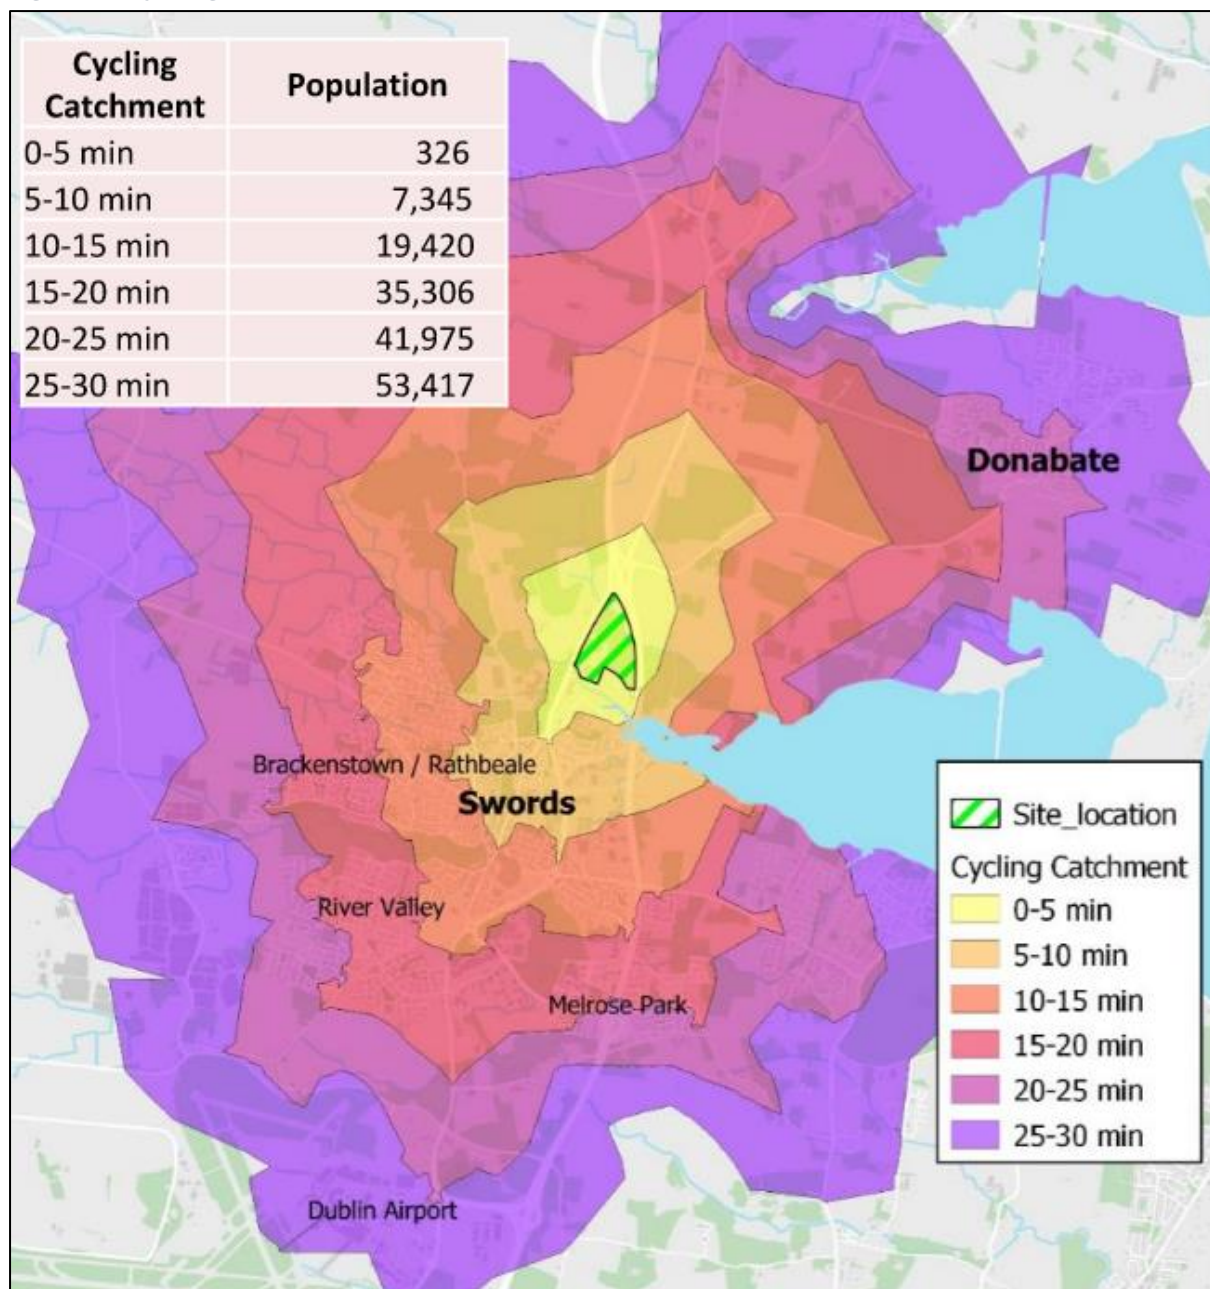 Cycling
Catchment
Population
0-5 min 326
5-10 min 7,345
10-15 min 19,420
15-20 min 35,306
20-25 min 41,975
25-30 min 53,417
Donabate
Brackenstown / Rathbeale
Swords
River Valley
Melrose Park
Dublin Airport
Site_location
Cycling Catchment
0-5 min
5-10 min
10-15 min
15-20 min
20-25 min
25-30 min